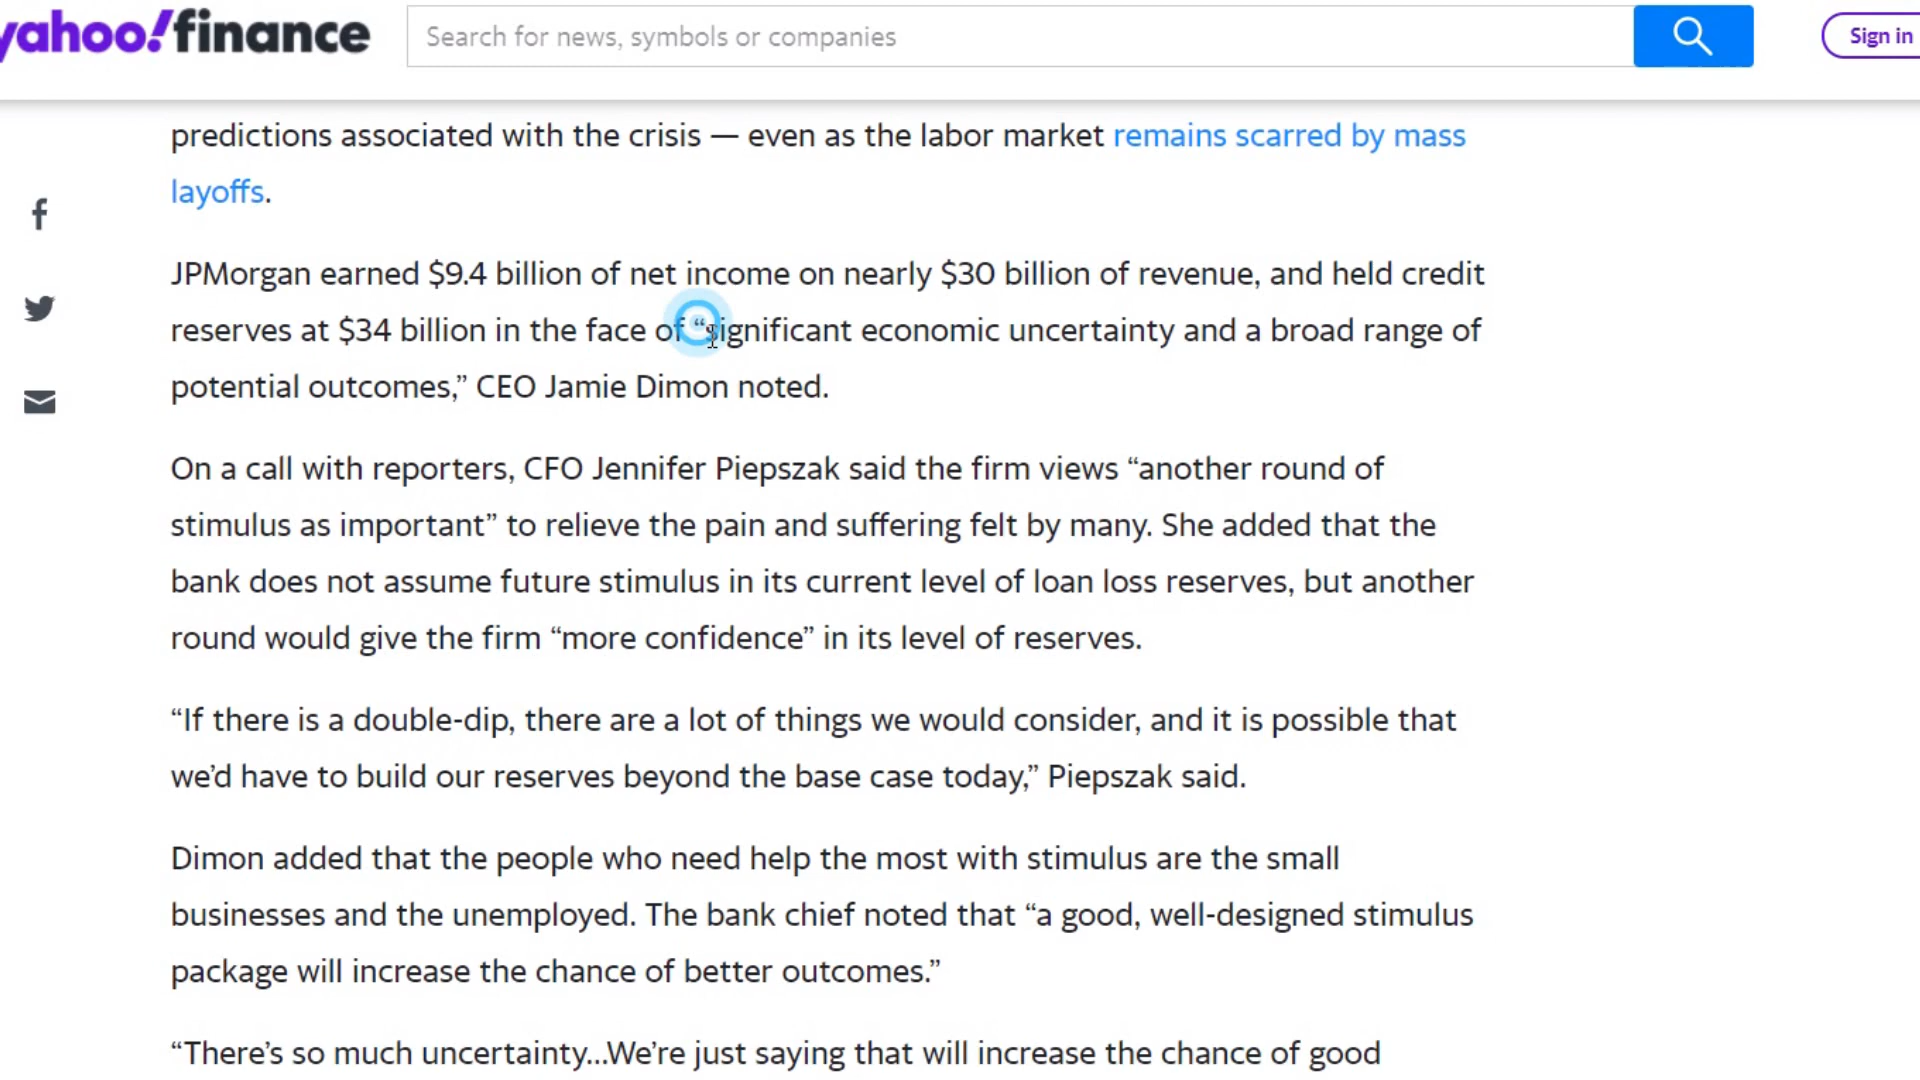 yahoo!finance
Search for news, symbols or companies
Sign in
predictions associated with the crisis — even as the labor market remains scarred by mass
layoffs.
JPMorgan earned $9.4 billion of net income on nearly $30 billion of revenue, and held credit
reserves at $34 billion in the face of “significant economic uncertainty and a broad range of
potential outcomes,” CEO Jamie Dimon noted.
On a call with reporters, CFO Jennifer Piepszak said the firm views “another round of
stimulus as important” to relieve the pain and suffering felt by many. She added that the
bank does not assume future stimulus in its current level of loan loss reserves, but another
round would give the firm “more confidence” in its level of reserves.
“If there is a double-dip, there are a lot of things we would consider, and it is possible that
we’d have to build our reserves beyond the base case today,” Piepszak said.
Dimon added that the people who need help the most with stimulus are the small
businesses and the unemployed. The bank chief noted that “a good, well-designed stimulus
package will increase the chance of better outcomes.”
“There’s so much uncertainty...We’re just saying that will increase the chance of good